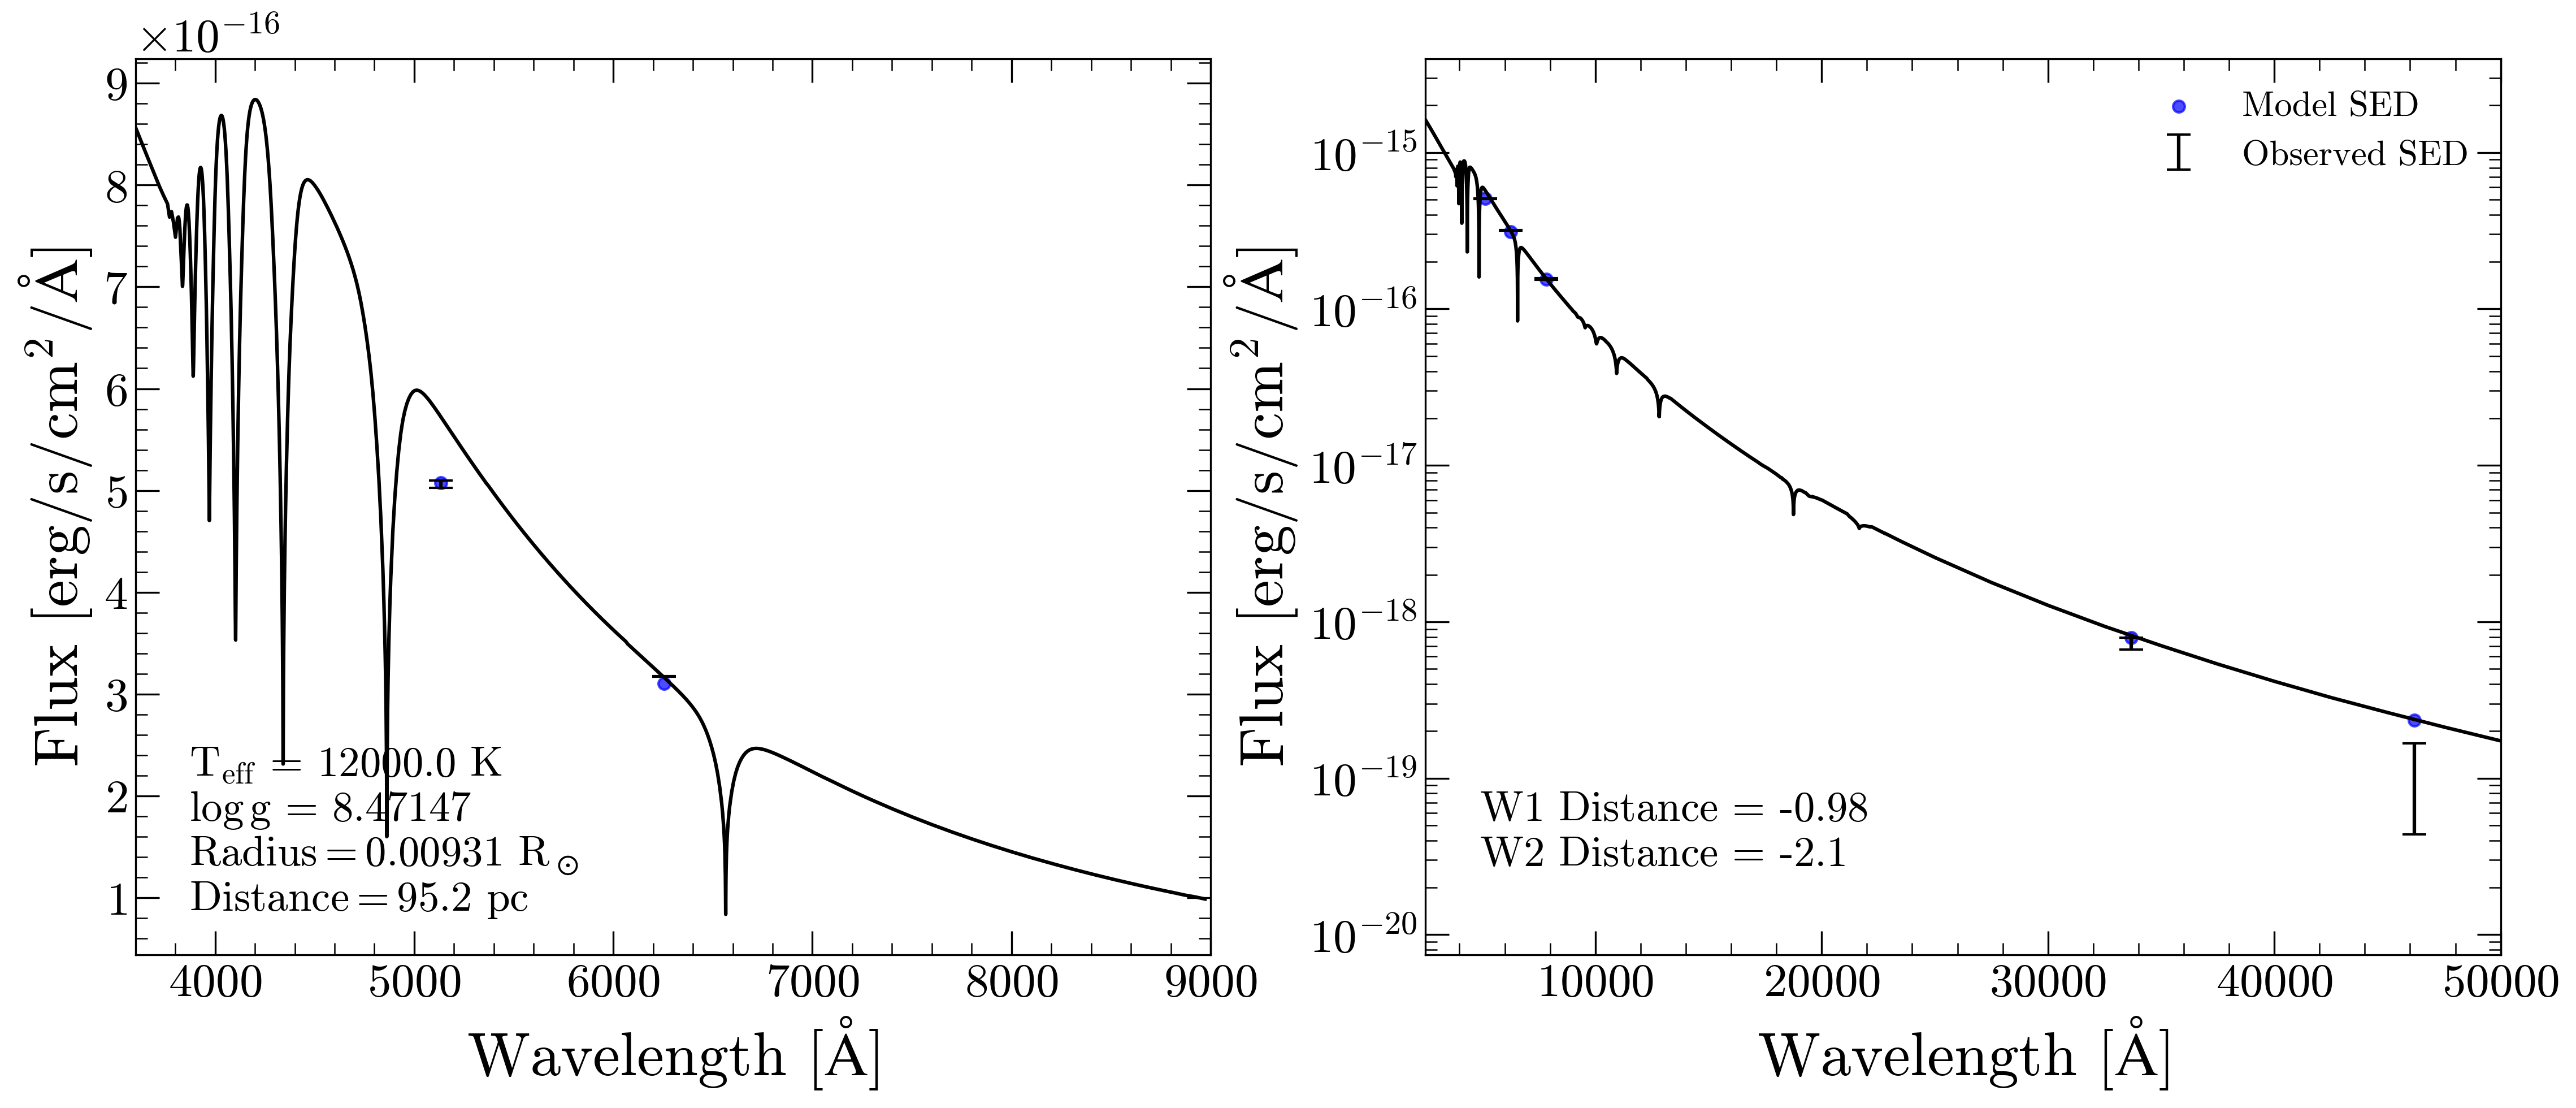 ×10⁻¹⁶
9
8
7
6
5
4
3
2
1
Flux [erg/s/cm²/Å]
T_eff = 12000.0 K
log g = 8.47147
Radius = 0.00931 R_⊙
Distance = 95.2 pc
4000 5000 6000 7000 8000 9000
Wavelength [Å]
10⁻¹⁵
10⁻¹⁶
10⁻¹⁷
10⁻¹⁸
10⁻¹⁹
10⁻²⁰
Flux [erg/s/cm²/Å]
Model SED
Observed SED
W1 Distance = -0.98
W2 Distance = -2.1
10000 20000 30000 40000 50000
Wavelength [Å]